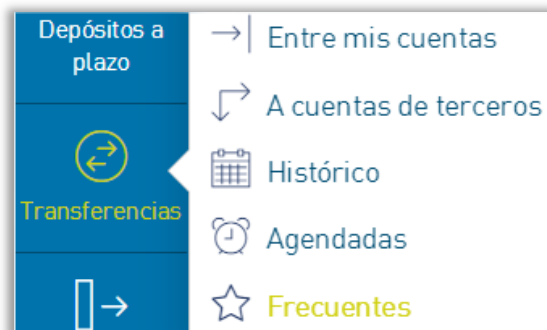 Depósitos a
plazo
Transferencias
Entre mis cuentas
A cuentas de terceros
Histórico
Agendadas
Frecuentes